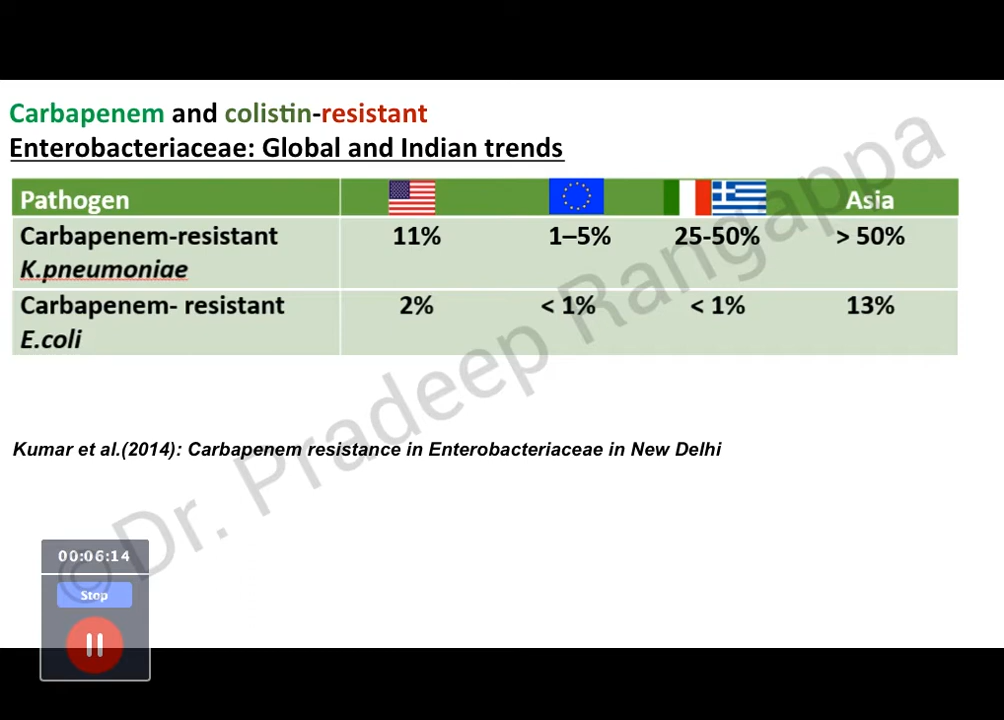 Carbapenem and colistin-resistant
Enterobacteriaceae: Global and Indian trends
Pathogen Asia
Carbapenem-resistant 11% 1–5% 25-50% > 50%
K.pneumoniae
Carbapenem- resistant 2% < 1% < 1% 13%
E.coli
Kumar et al.(2014): Carbapenem resistance in Enterobacteriaceae in New Delhi
©Dr. Pradeep Rangappa
00:06:14
Stop